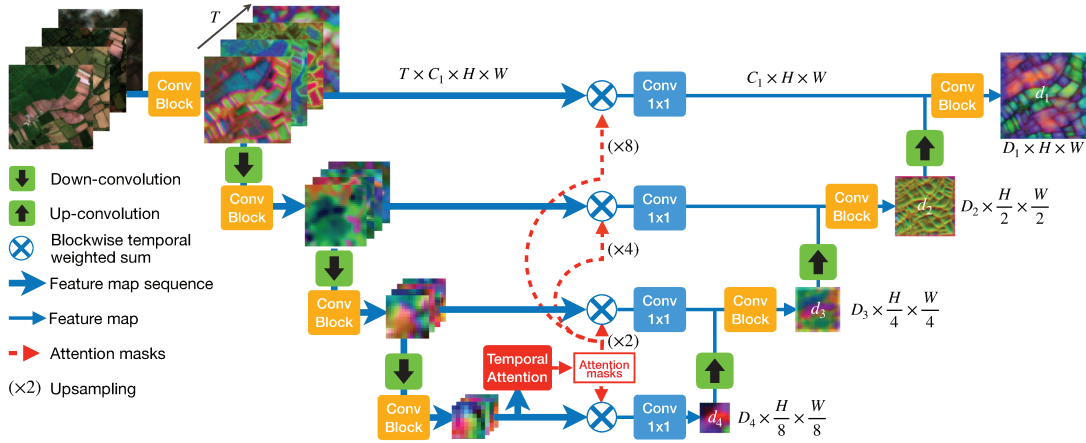 T
Conv
Block
T × C₁ × H × W
Conv
1x1
C₁ × H × W
Conv
Block
d₁
D₁ × H × W
(×8)
Down-convolution
Up-convolution
Blockwise temporal
weighted sum
Feature map sequence
Feature map
Attention masks
(×2) Upsampling
Conv
Block
Conv
1x1
Conv
Block
d₂
D₂ × H/2 × W/2
(×4)
Conv
Block
Conv
1x1
Conv
Block
d₃
D₃ × H/4 × W/4
(×2)
Temporal
Attention
Attention
masks
Conv
Block
Conv
1x1
d₄
D₄ × H/8 × W/8